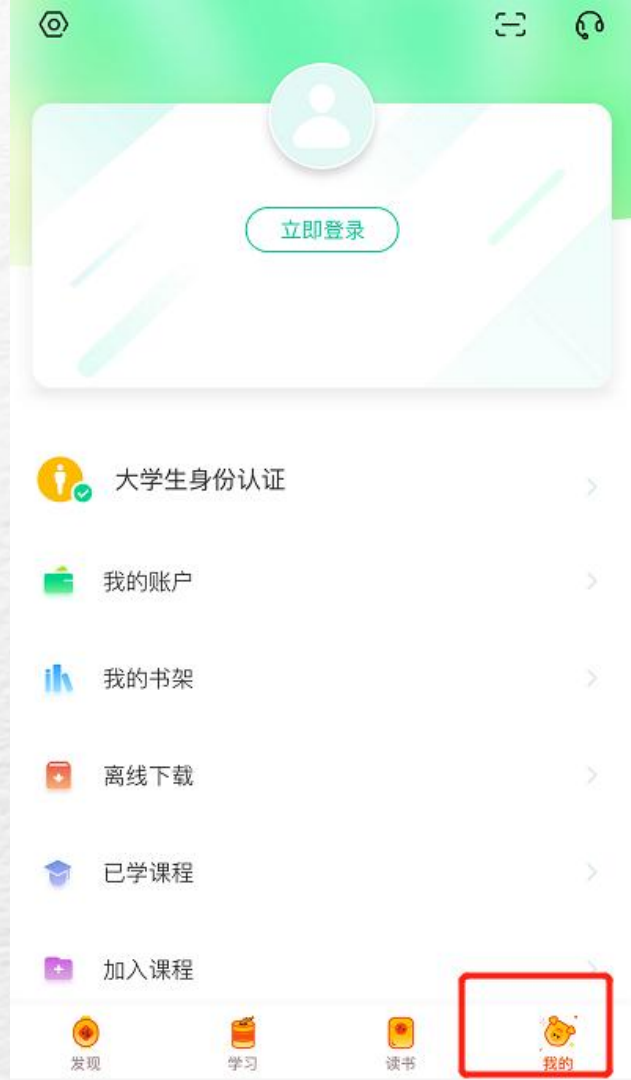 立即登录
大学生身份认证
我的账户
我的书架
离线下载
已学课程
加入课程
发现
学习
读书
我的